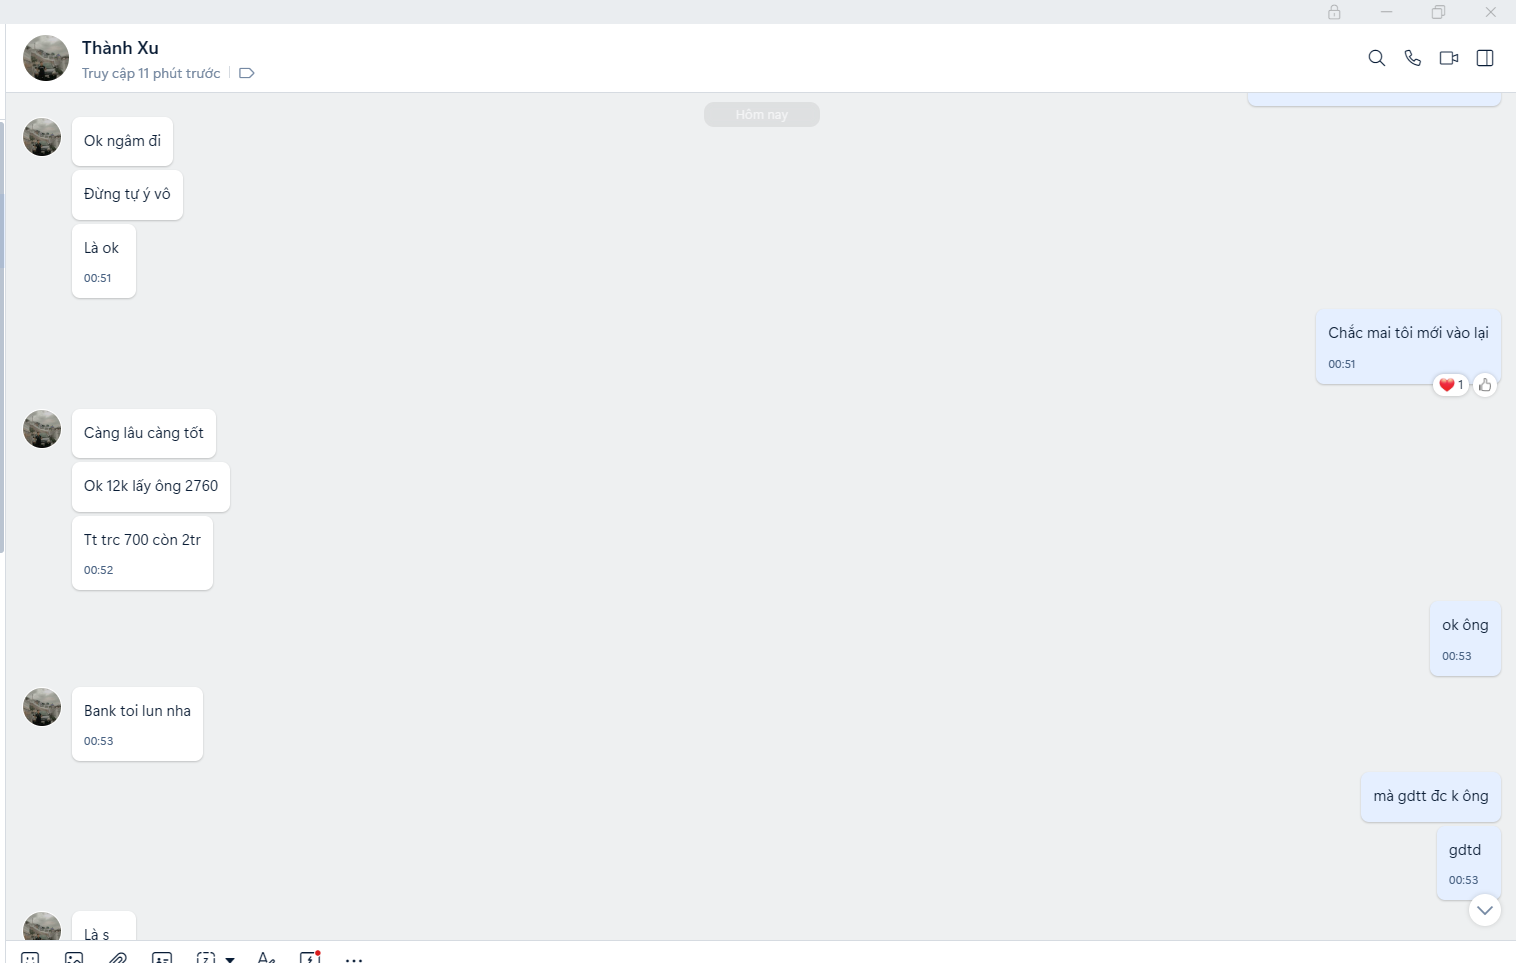 Thành Xu
Truy cập 11 phút trước
Hôm nay
Ok ngâm đi
Đừng tự ý vô
Là ok
00:51
Chắc mai tôi mới vào lại
00:51
1
Càng lâu càng tốt
Ok 12k lấy ông 2760
Tt trc 700 còn 2tr
00:52
ok ông
00:53
Bank toi lun nha
00:53
mà gdtt đc k ông
gdtd
00:53
Là s